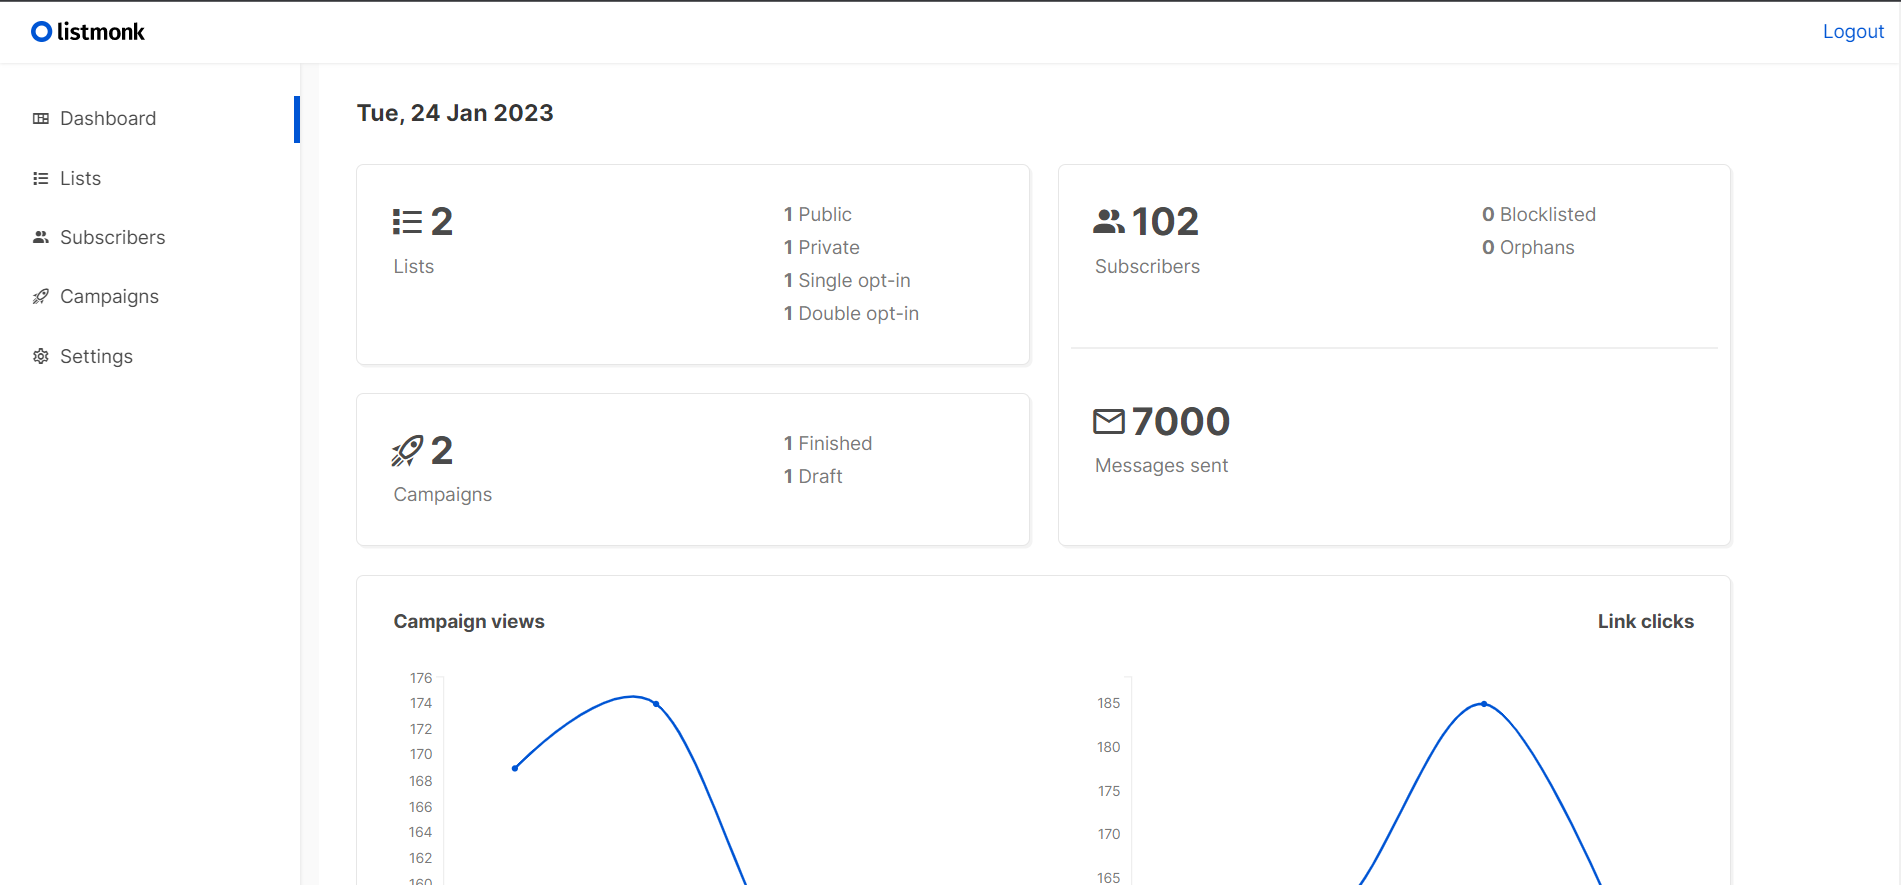 listmonk
Logout
Dashboard
Lists
Subscribers
Campaigns
Settings
Tue, 24 Jan 2023
2
Lists
1 Public
1 Private
1 Single opt-in
1 Double opt-in
102
Subscribers
0 Blocklisted
0 Orphans
2
Campaigns
1 Finished
1 Draft
7000
Messages sent
Campaign views
176
174
172
170
168
166
164
162
160
Link clicks
185
180
175
170
165